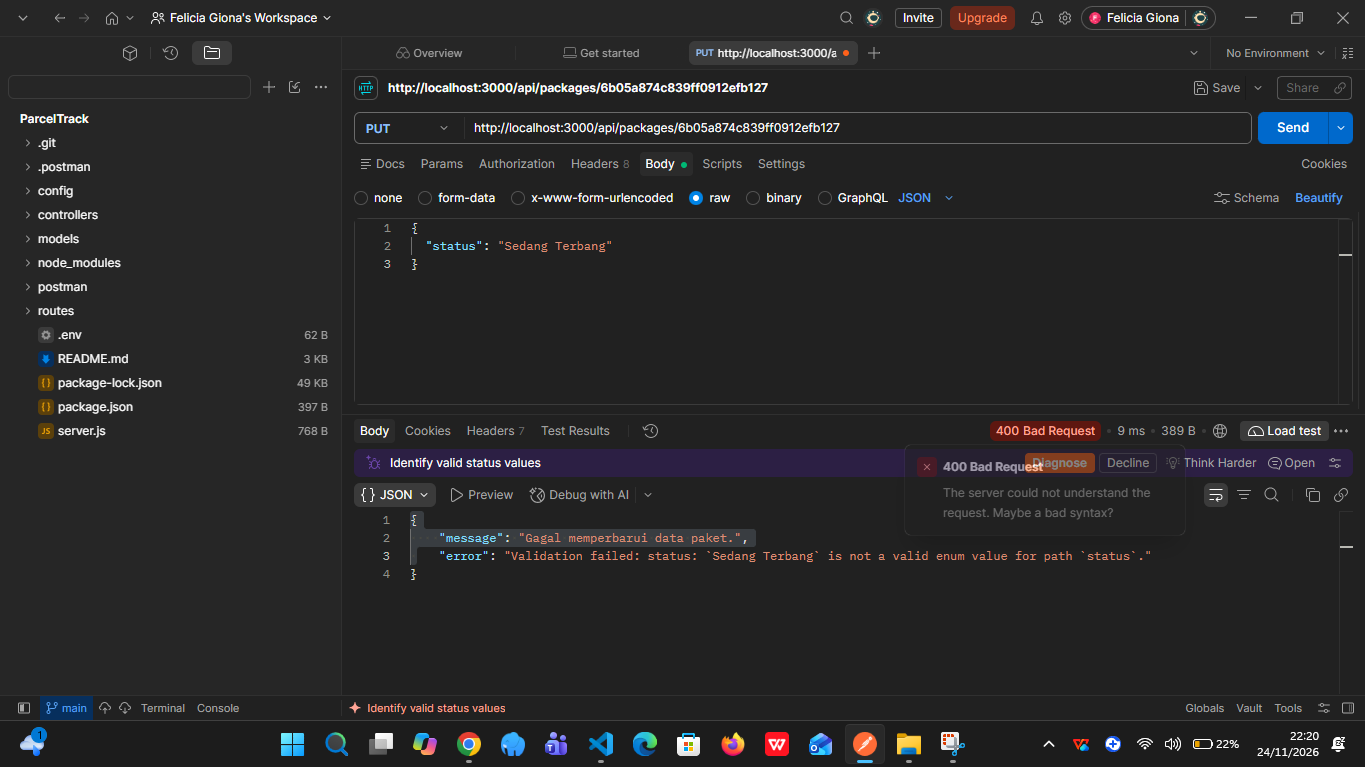 Felicia Giona's Workspace
Invite
Upgrade
Felicia Giona
Overview
Get started
PUT http://localhost:3000/a
No Environment
HTTP
http://localhost:3000/api/packages/6b05a874c839ff0912efb127
Save
Share
ParcelTrack
PUT
http://localhost:3000/api/packages/6b05a874c839ff0912efb127
Send
.git
.postman
config
controllers
models
node_modules
postman
routes
.env 62 B
README.md 3 KB
package-lock.json 49 KB
package.json 397 B
JS server.js 768 B
Docs Params Authorization Headers 8 Body Scripts Settings Cookies
none form-data x-www-form-urlencoded raw binary GraphQL JSON Schema Beautify
1 {
2 "status": "Sedang Terbang"
3 }
Body Cookies Headers 7 Test Results 400 Bad Request 9 ms 389 B Load test
Identify valid status values Diagnose Decline Think Harder Open
400 Bad Request
The server could not understand the
request. Maybe a bad syntax?
{} JSON Preview Debug with AI
1 {
2 "message": "Gagal memperbarui data paket.",
3 "error": "Validation failed: status: `Sedang Terbang` is not a valid enum value for path `status`."
4 }
main Terminal Console Identify valid status values Globals Vault Tools
1
22%
22:20
24/11/2026